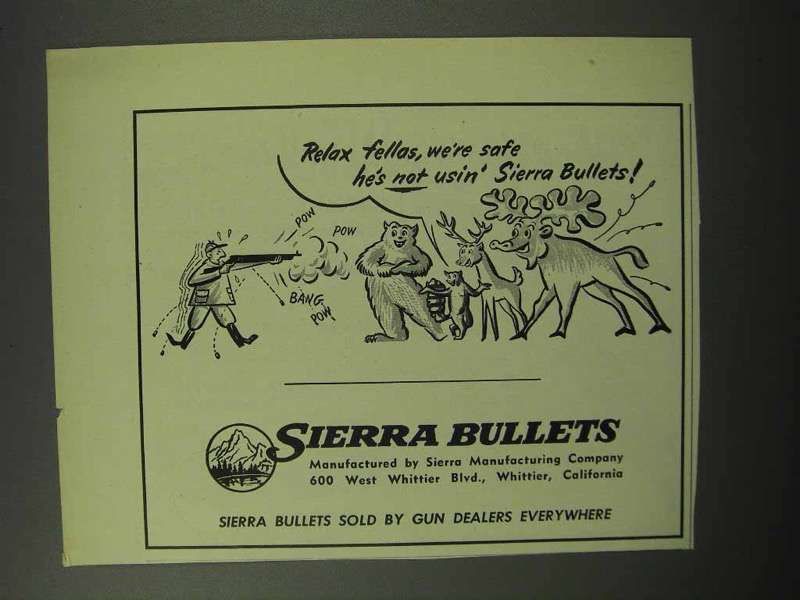 Relax fellas, we're safe
he's not usin' Sierra Bullets!
POW
POW
BANG
POW
SIERRA BULLETS
Manufactured by Sierra Manufacturing Company
600 West Whittier Blvd., Whittier, California
SIERRA BULLETS SOLD BY GUN DEALERS EVERYWHERE